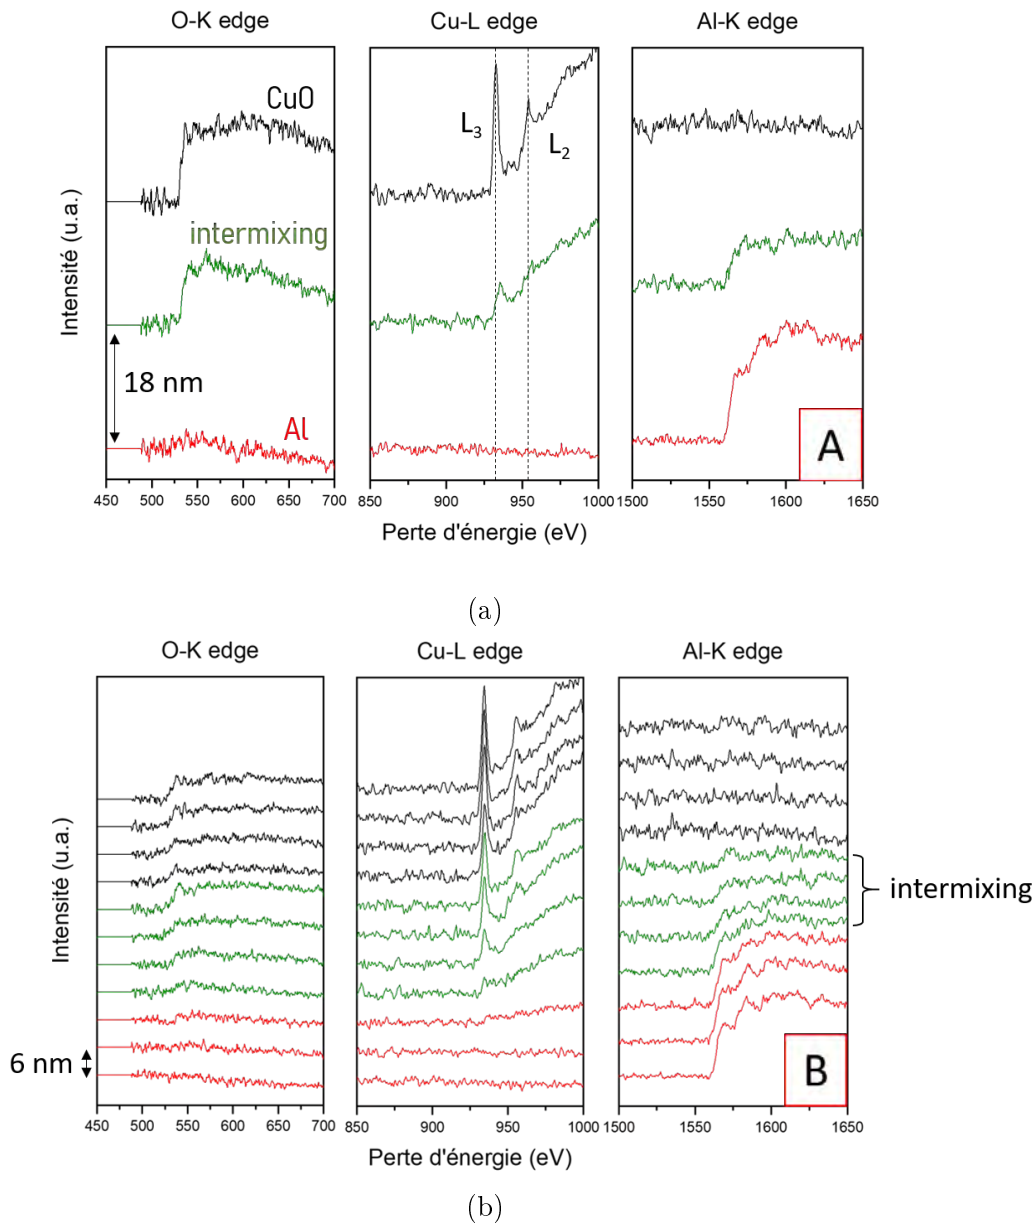 O-K edge
Cu-L edge
Al-K edge
CuO
L3
L2
intermixing
Intensité (u.a.)
18 nm
Al
A
450 500 550 600 650 700
850 900 950 1000
1500 1550 1600 1650
Perte d'énergie (eV)
(a)
O-K edge
Cu-L edge
Al-K edge
intermixing
Intensité (u.a.)
6 nm
B
450 500 550 600 650 700
850 900 950 1000
1500 1550 1600 1650
Perte d'énergie (eV)
(b)